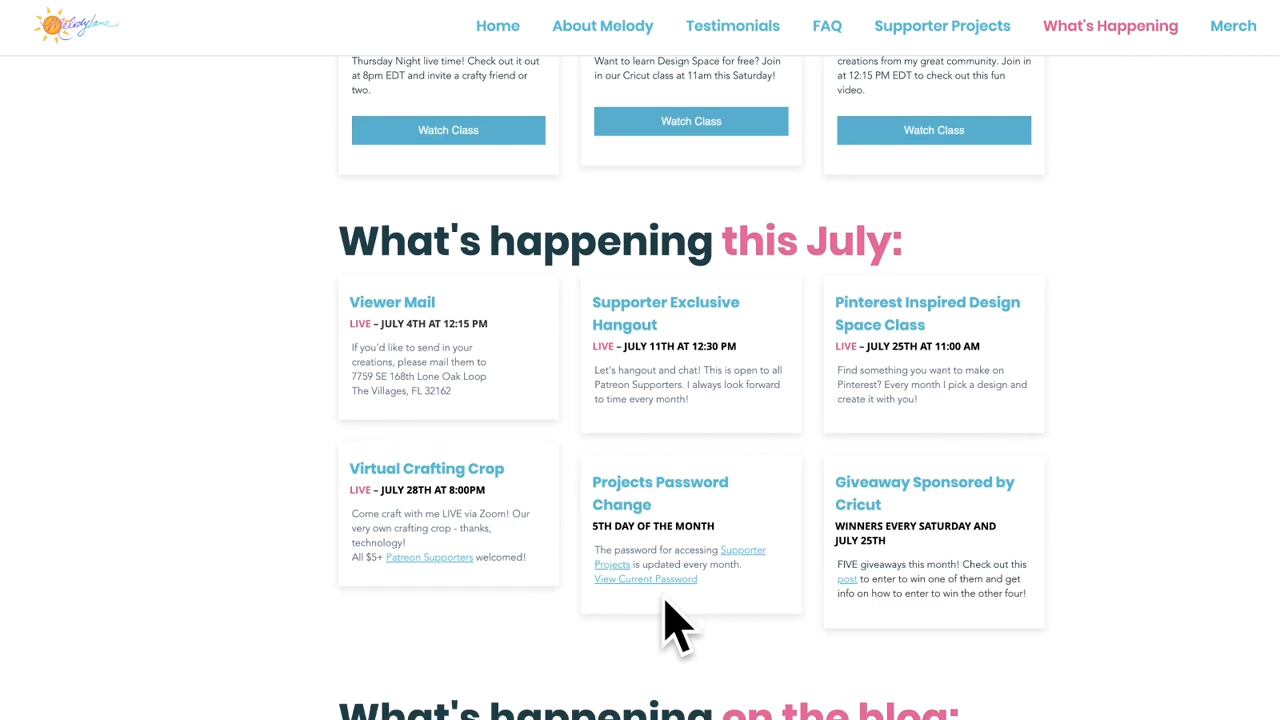 MelodyLane
Home About Melody Testimonials FAQ Supporter Projects What's Happening Merch
Thursday Night live time! Check out it out
at 8pm EDT and invite a crafty friend or
two.
Watch Class
Want to learn Design Space for free? Join
in our Cricut class at 11am this Saturday!
Watch Class
creations from my great community. Join in
at 12:15 PM EDT to check out this fun
video.
Watch Class
What's happening this July:
Viewer Mail
LIVE – JULY 4TH AT 12:15 PM
If you'd like to send in your
creations, please mail them to
7759 SE 168th Lone Oak Loop
The Villages, FL 32162
Supporter Exclusive
Hangout
LIVE – JULY 11TH AT 12:30 PM
Let's hangout and chat! This is open to all
Patreon Supporters. I always look forward
to time every month!
Pinterest Inspired Design
Space Class
LIVE – JULY 25TH AT 11:00 AM
Find something you want to make on
Pinterest? Every month I pick a design and
create it with you!
Virtual Crafting Crop
LIVE – JULY 28TH AT 8:00PM
Come craft with me LIVE via Zoom! Our
very own crafting crop - thanks,
technology!
All $5+ Patreon Supporters welcomed!
Projects Password
Change
5TH DAY OF THE MONTH
The password for accessing Supporter
Projects is updated every month.
View Current Password
Giveaway Sponsored by
Cricut
WINNERS EVERY SATURDAY AND
JULY 25TH
FIVE giveaways this month! Check out this
post to enter to win one of them and get
info on how to enter to win the other four!
What's happening on the blog: